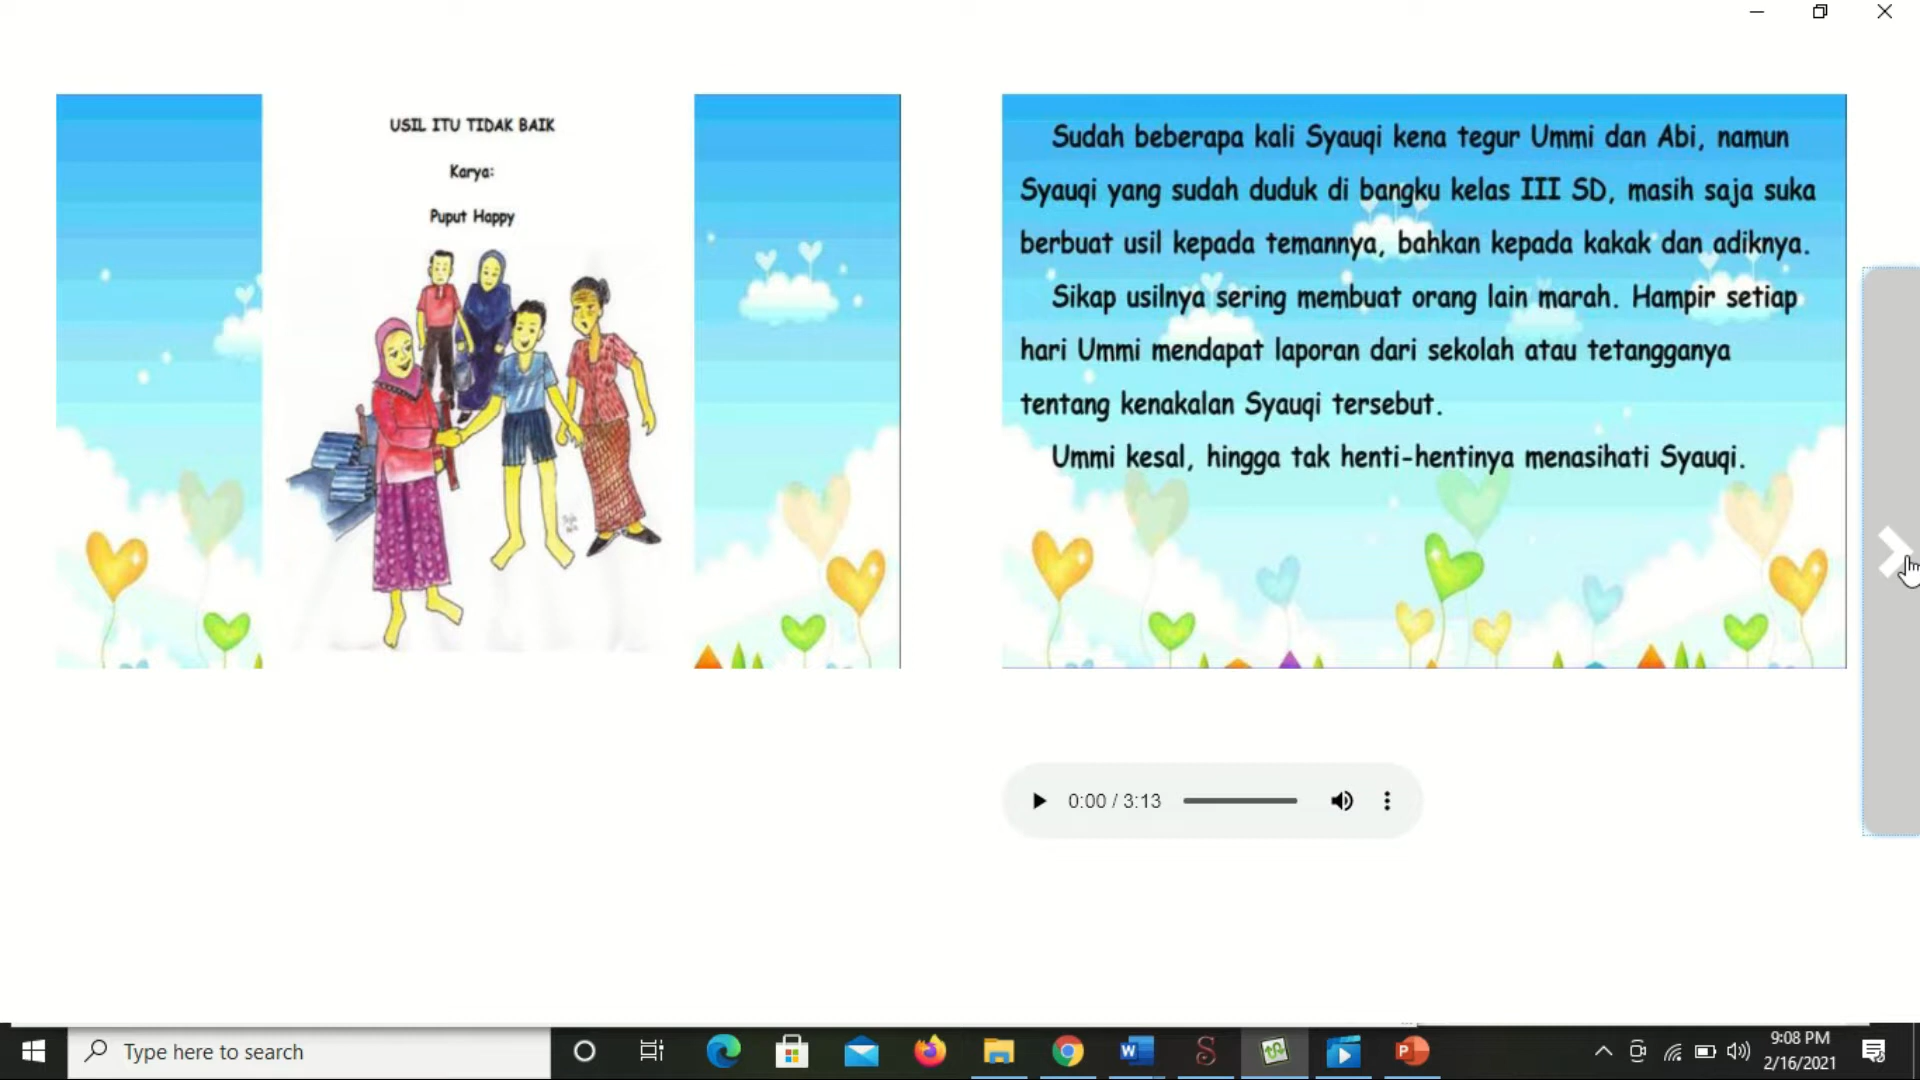 USIL ITU TIDAK BAIK
Karya:
Puput Happy
Sudah beberapa kali Syauqi kena tegur Ummi dan Abi, namun
Syauqi yang sudah duduk di bangku kelas III SD, masih saja suka
berbuat usil kepada temannya, bahkan kepada kakak dan adiknya.
Sikap usilnya sering membuat orang lain marah. Hampir setiap
hari Ummi mendapat laporan dari sekolah atau tetangganya
tentang kenakalan Syauqi tersebut.
Ummi kesal, hingga tak henti-hentinya menasihati Syauqi.
0:00 / 3:13
Type here to search
9:08 PM
2/16/2021